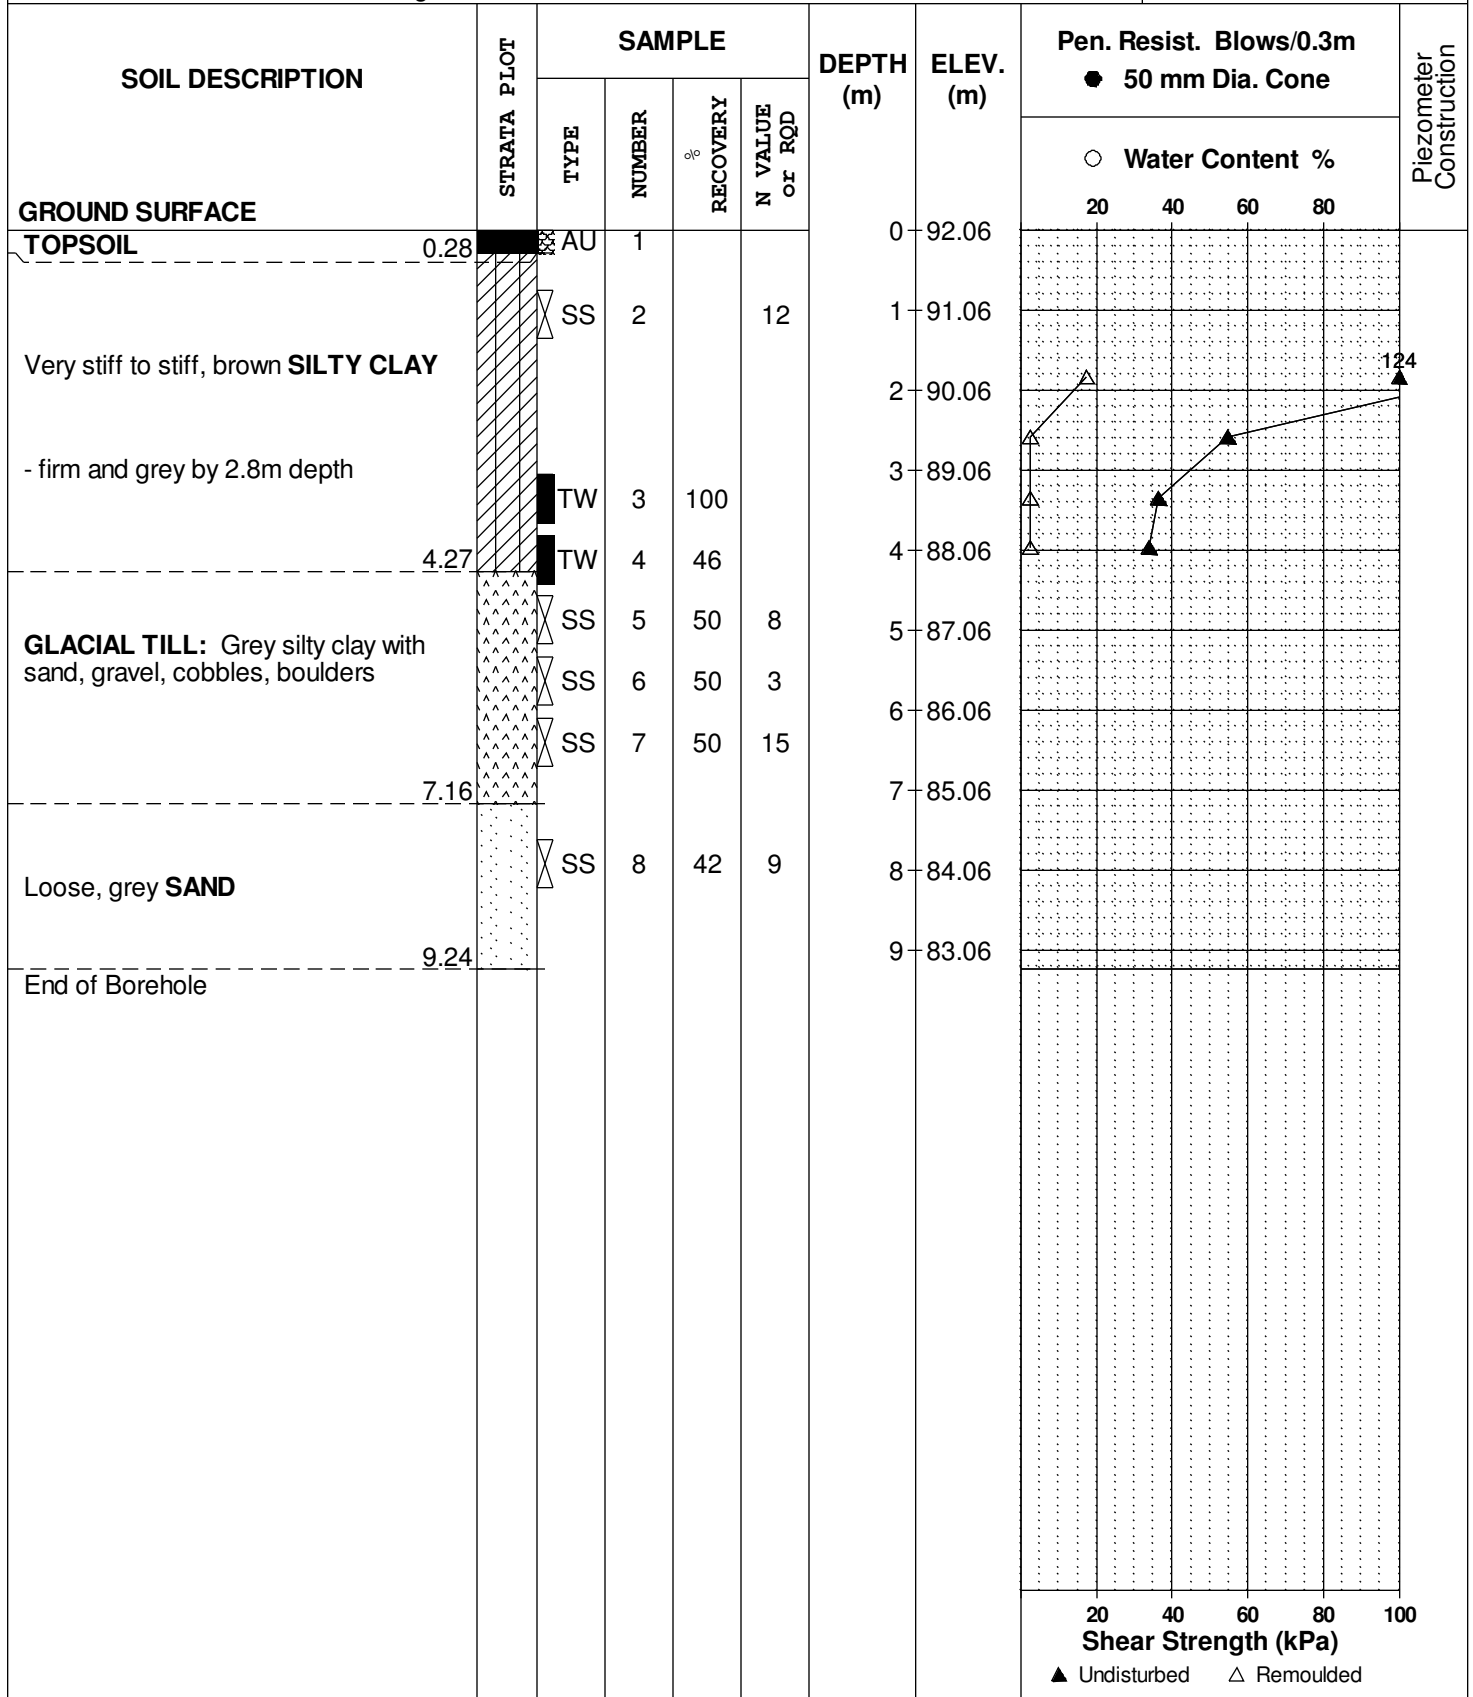 SOIL DESCRIPTION
GROUND SURFACE
STRATA PLOT
SAMPLE
TYPE
NUMBER
% RECOVERY
N VALUE or RQD
DEPTH (m)
ELEV. (m)
Pen. Resist. Blows/0.3m
● 50 mm Dia. Cone
○ Water Content %
20 40 60 80
Piezometer Construction
TOPSOIL 0.28
AU 1
0 92.06
SS 2 12
1 91.06
Very stiff to stiff, brown SILTY CLAY
124
2 90.06
- firm and grey by 2.8m depth
3 89.06
TW 3 100
4.27
TW 4 46
4 88.06
SS 5 50 8
5 87.06
GLACIAL TILL: Grey silty clay with
sand, gravel, cobbles, boulders
SS 6 50 3
6 86.06
SS 7 50 15
7.16
7 85.06
SS 8 42 9
8 84.06
Loose, grey SAND
9.24
9 83.06
End of Borehole
20 40 60 80 100
Shear Strength (kPa)
▲ Undisturbed △ Remoulded